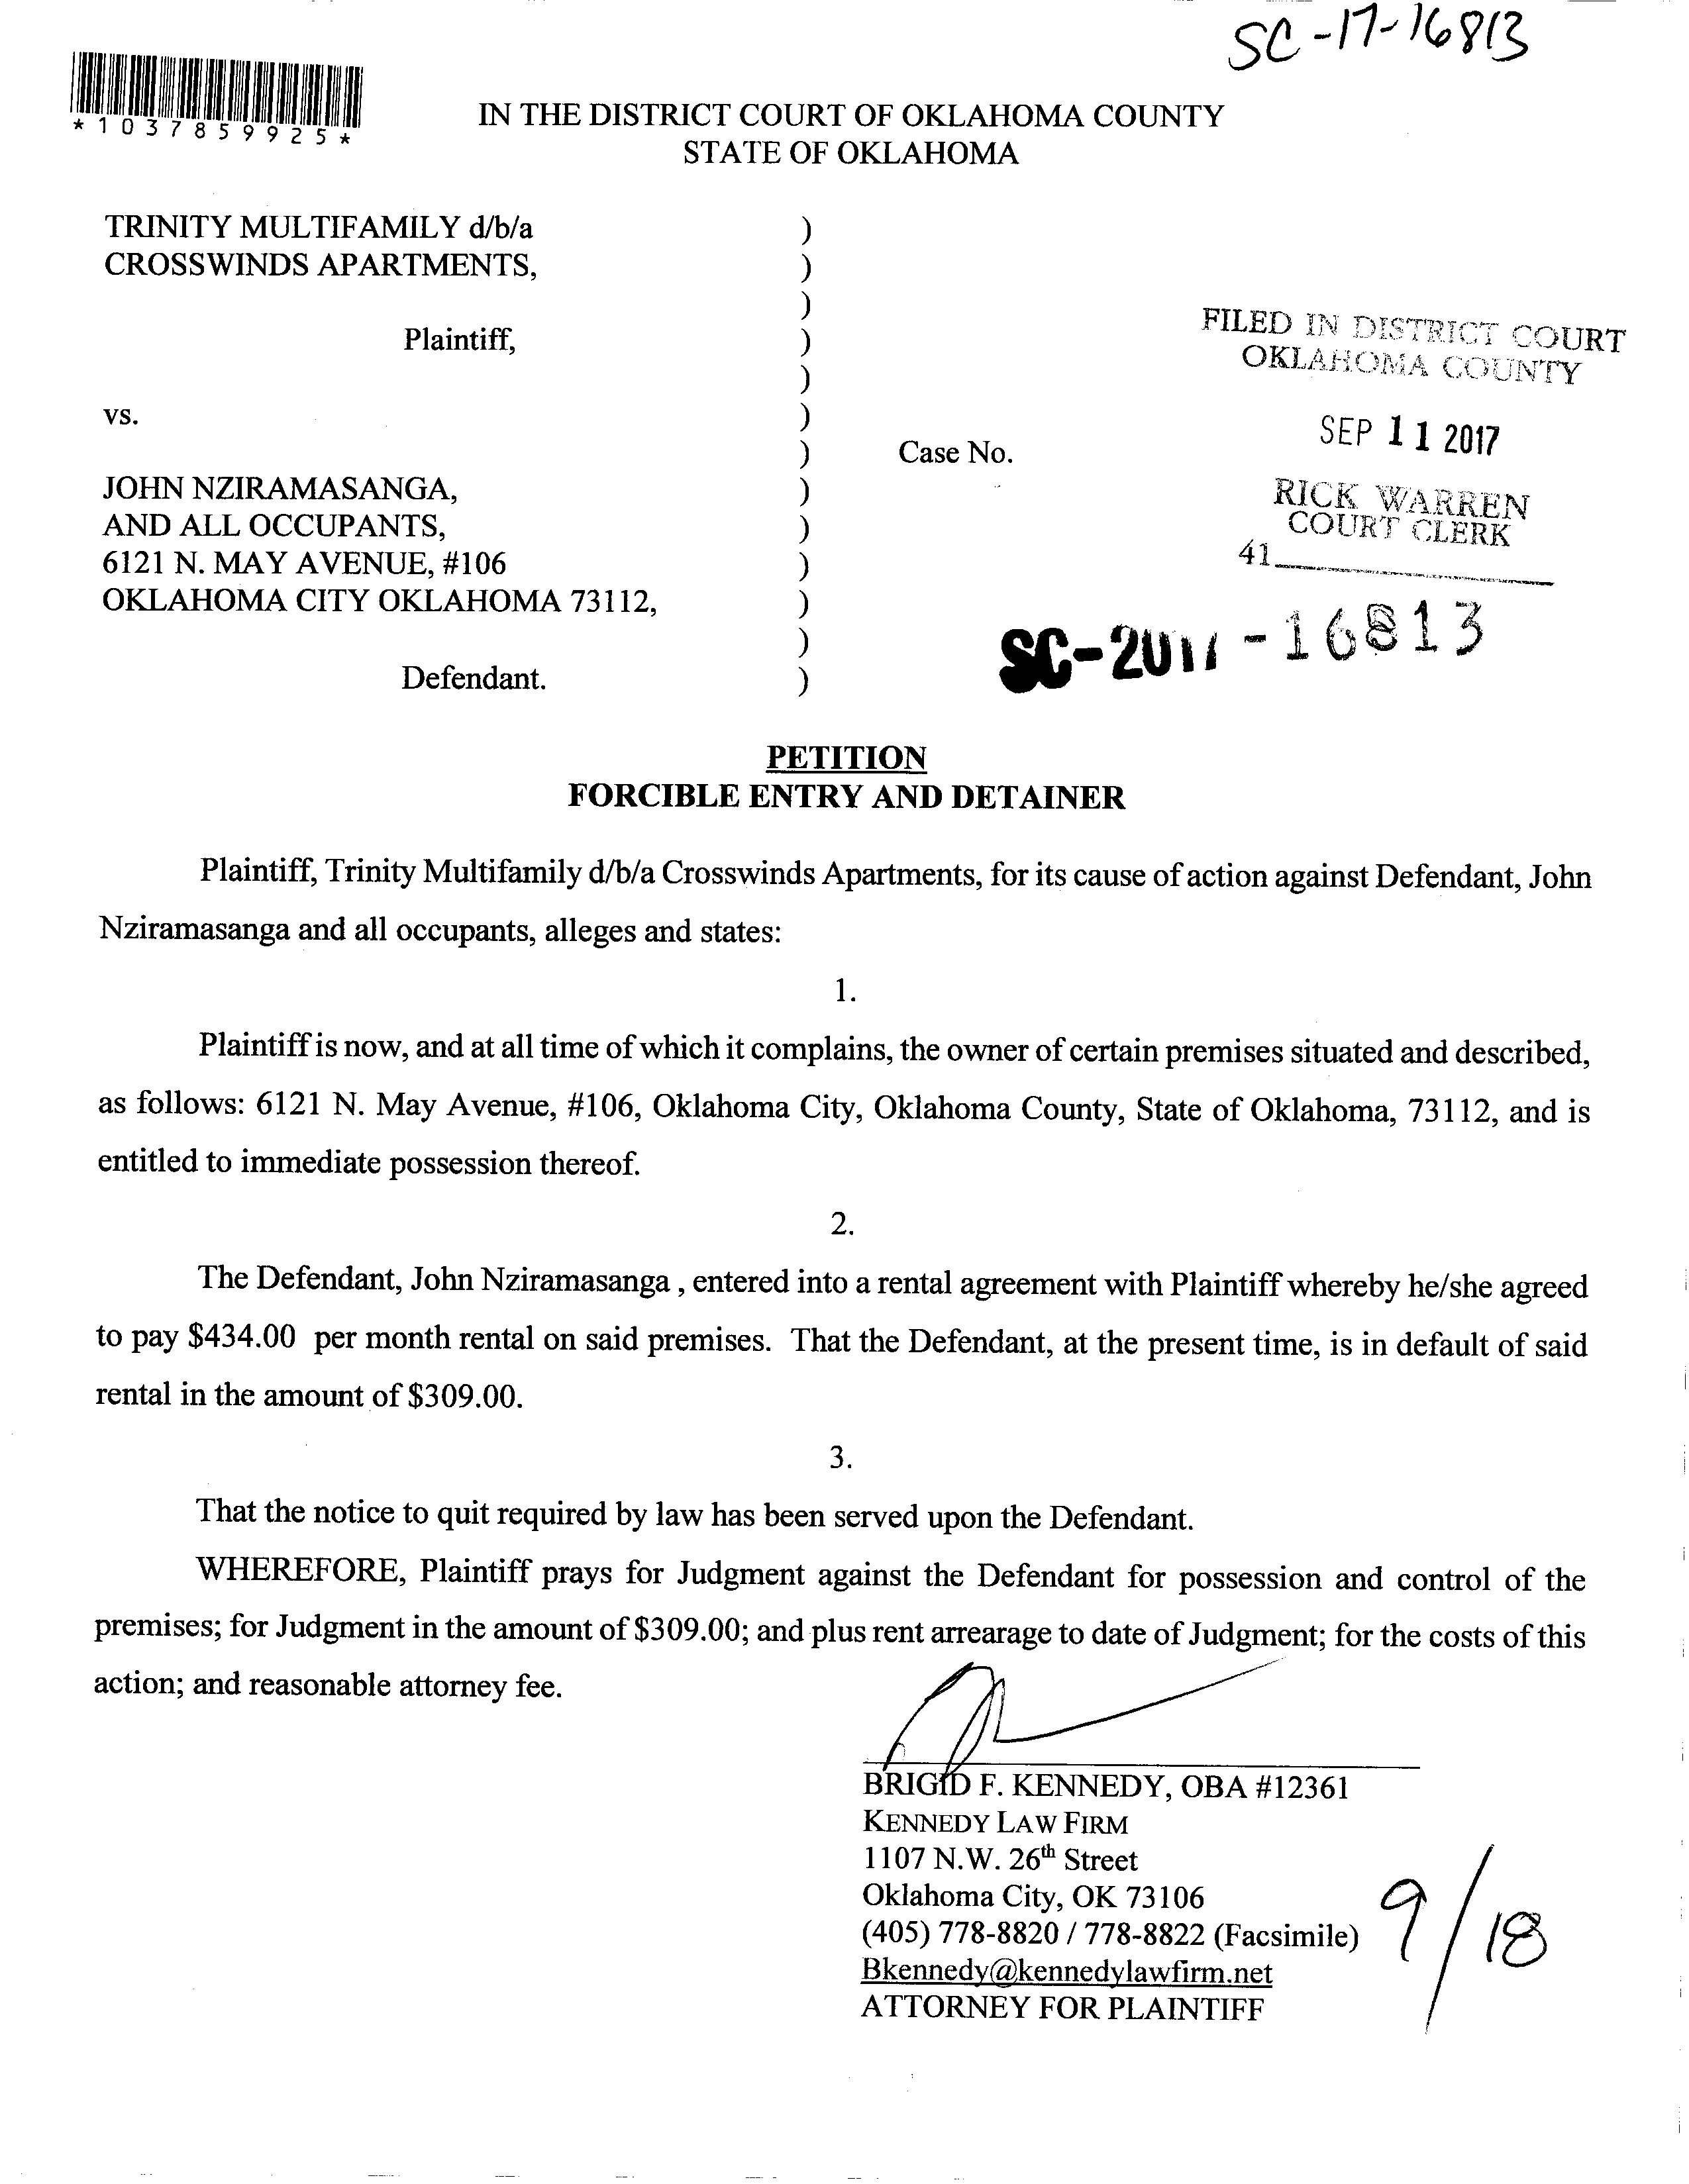 SC-17-16813
*1037859925*
IN THE DISTRICT COURT OF OKLAHOMA COUNTY
STATE OF OKLAHOMA
TRINITY MULTIFAMILY d/b/a )
CROSSWINDS APARTMENTS, )
)
Plaintiff, )
)
vs. )
) Case No.
JOHN NZIRAMASANGA, )
AND ALL OCCUPANTS, )
6121 N. MAY AVENUE, #106 )
OKLAHOMA CITY OKLAHOMA 73112, )
)
Defendant. )
FILED IN DISTRICT COURT
OKLAHOMA COUNTY
SEP 11 2017
RICK WARREN
COURT CLERK
41
SC-2017-16813
PETITION
FORCIBLE ENTRY AND DETAINER
Plaintiff, Trinity Multifamily d/b/a Crosswinds Apartments, for its cause of action against Defendant, John
Nziramasanga and all occupants, alleges and states:
1.
Plaintiff is now, and at all time of which it complains, the owner of certain premises situated and described,
as follows: 6121 N. May Avenue, #106, Oklahoma City, Oklahoma County, State of Oklahoma, 73112, and is
entitled to immediate possession thereof.
2.
The Defendant, John Nziramasanga , entered into a rental agreement with Plaintiff whereby he/she agreed
to pay $434.00 per month rental on said premises. That the Defendant, at the present time, is in default of said
rental in the amount of $309.00.
3.
That the notice to quit required by law has been served upon the Defendant.
WHEREFORE, Plaintiff prays for Judgment against the Defendant for possession and control of the
premises; for Judgment in the amount of $309.00; and plus rent arrearage to date of Judgment; for the costs of this
action; and reasonable attorney fee.
BRIGID F. KENNEDY, OBA #12361
KENNEDY LAW FIRM
1107 N.W. 26th Street
Oklahoma City, OK 73106
(405) 778-8820 / 778-8822 (Facsimile)
Bkennedy@kennedylawfirm.net
ATTORNEY FOR PLAINTIFF
9/18